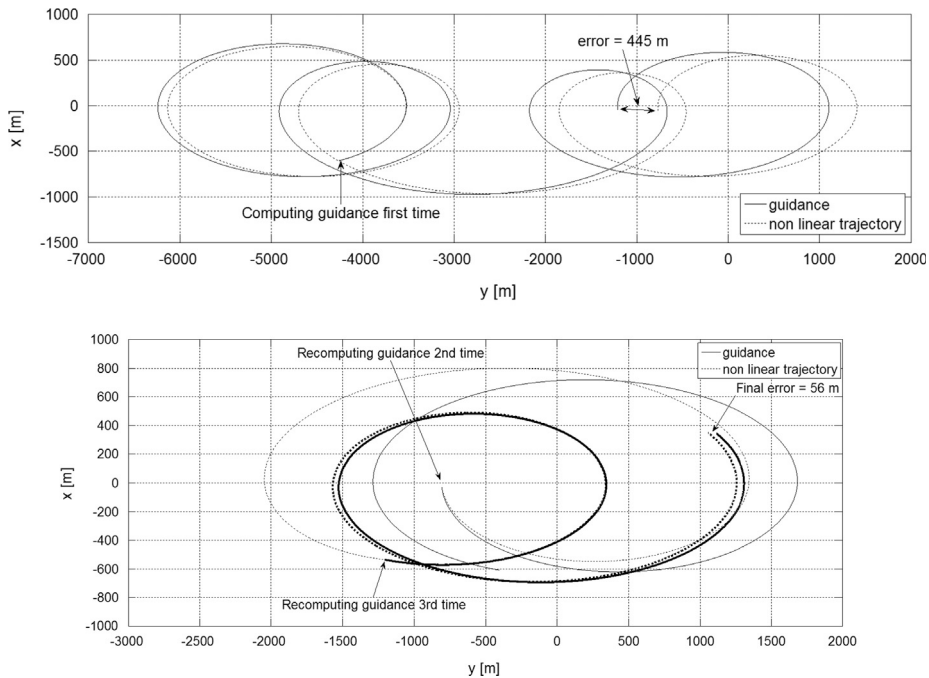 1000
500
0
-500
-1000
-1500
x [m]
error = 445 m
Computing guidance first time
guidance
non linear trajectory
-7000 -6000 -5000 -4000 -3000 -2000 -1000 0 1000 2000
y [m]
1000
800
600
400
200
0
-200
-400
-600
-800
-1000
x [m]
Recomputing guidance 2nd time
guidance
non linear trajectory
Final error = 56 m
Recomputing guidance 3rd time
-3000 -2500 -2000 -1500 -1000 -500 0 500 1000 1500 2000
y [m]